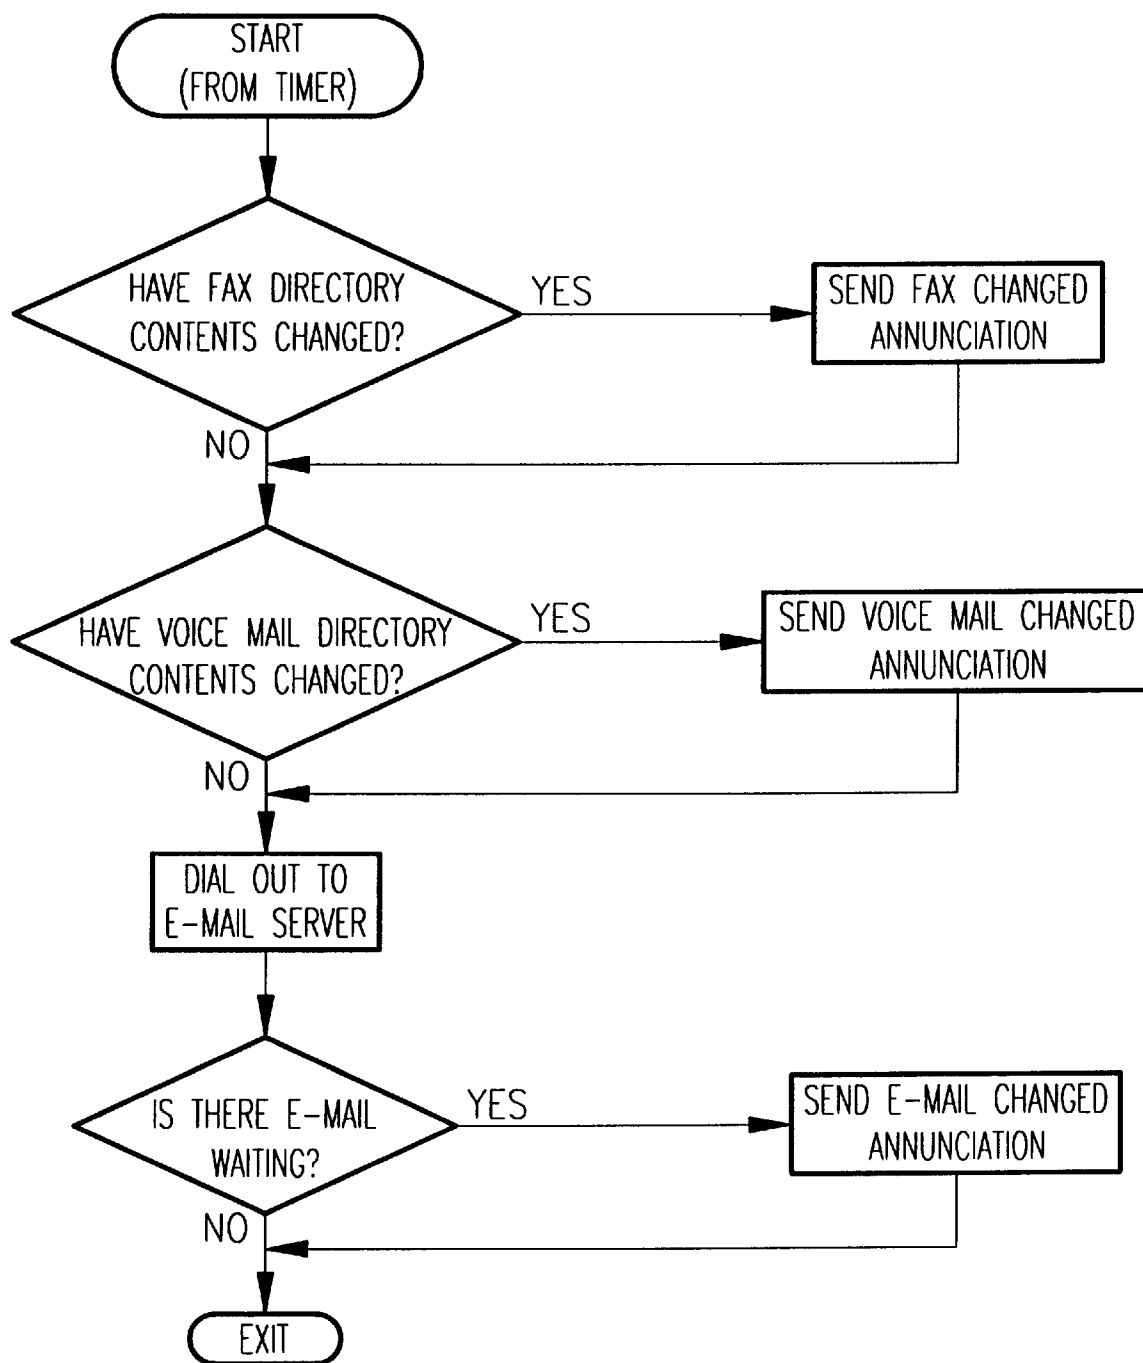 START
(FROM TIMER)
HAVE FAX DIRECTORY
CONTENTS CHANGED?
YES
SEND FAX CHANGED
ANNUNCIATION
NO
HAVE VOICE MAIL DIRECTORY
CONTENTS CHANGED?
YES
SEND VOICE MAIL CHANGED
ANNUNCIATION
NO
DIAL OUT TO
E-MAIL SERVER
IS THERE E-MAIL
WAITING?
YES
SEND E-MAIL CHANGED
ANNUNCIATION
NO
EXIT